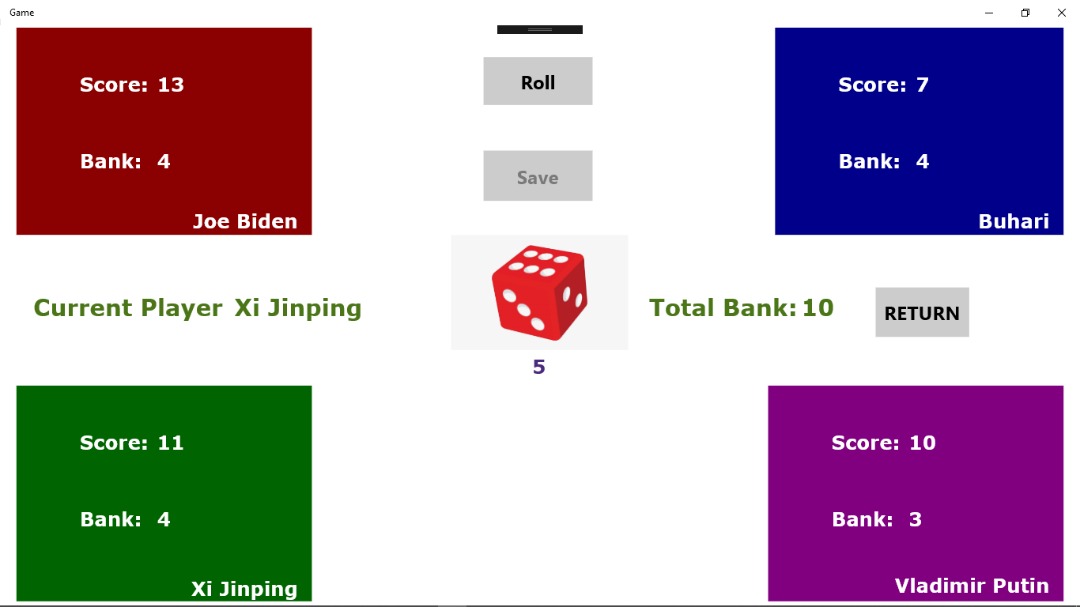 Game
Score: 13
Bank: 4
Joe Biden
Roll
Save
Score: 7
Bank: 4
Buhari
Current Player Xi Jinping
5
Total Bank: 10
RETURN
Score: 11
Bank: 4
Xi Jinping
Score: 10
Bank: 3
Vladimir Putin